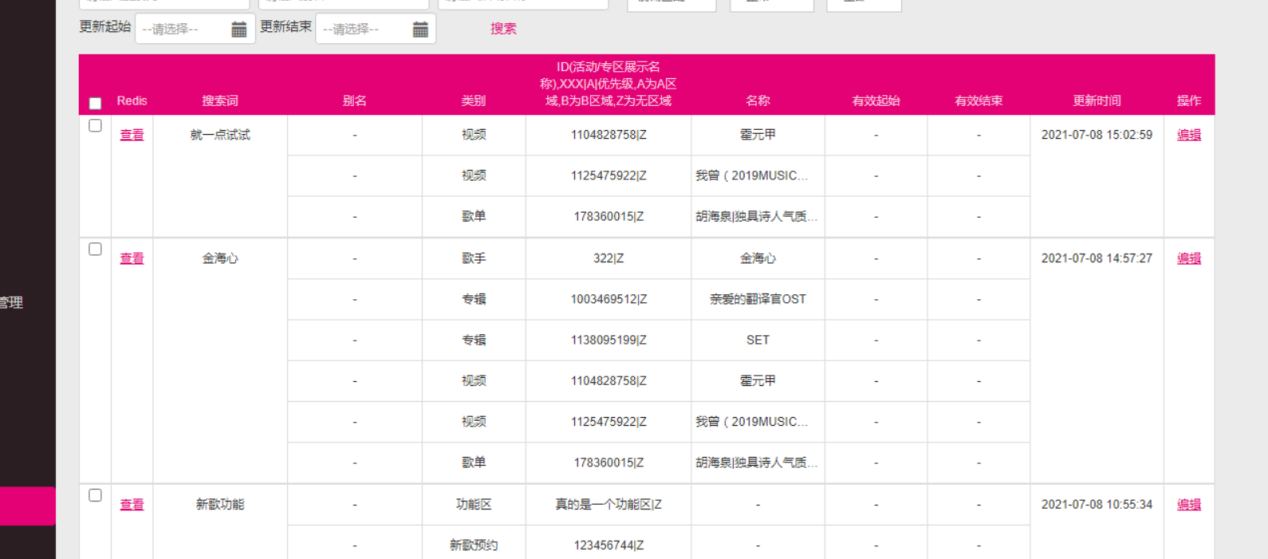 更新起始 --请选择-- 更新结束 --请选择-- 搜索
Redis 搜索词 别名 类别 ID(活动/专区展示名
称),XXX|A|优先级,A为A区
域,B为B区域,Z为无区域 名称 有效起始 有效结束 更新时间 操作
查看 就一点试试 - 视频 1104828758|Z 霍元甲 - - 2021-07-08 15:02:59 编辑
- 视频 1125475922|Z 我曾 ( 2019MUSIC... - -
- 歌单 178360015|Z 胡海泉|独具诗人气质... - -
查看 金海心 - 歌手 322|Z 金海心 - - 2021-07-08 14:57:27 编辑
管理
- 专辑 1003469512|Z 亲爱的翻译官OST - -
- 专辑 1138095199|Z SET - -
- 视频 1104828758|Z 霍元甲 - -
- 视频 1125475922|Z 我曾 ( 2019MUSIC... - -
- 歌单 178360015|Z 胡海泉|独具诗人气质... - -
查看 新歌功能 - 功能区 真的是一个功能区|Z - - - 2021-07-08 10:55:34 编辑
- 新歌预约 123456744|Z - - -